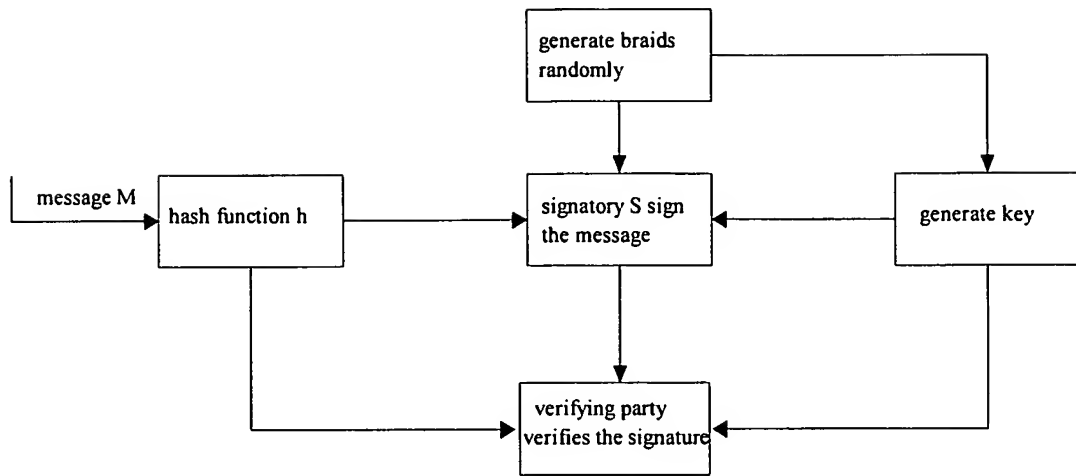 generate braids
randomly
message M
hash function h
signatory S sign
the message
generate key
verifying party
verifies the signature